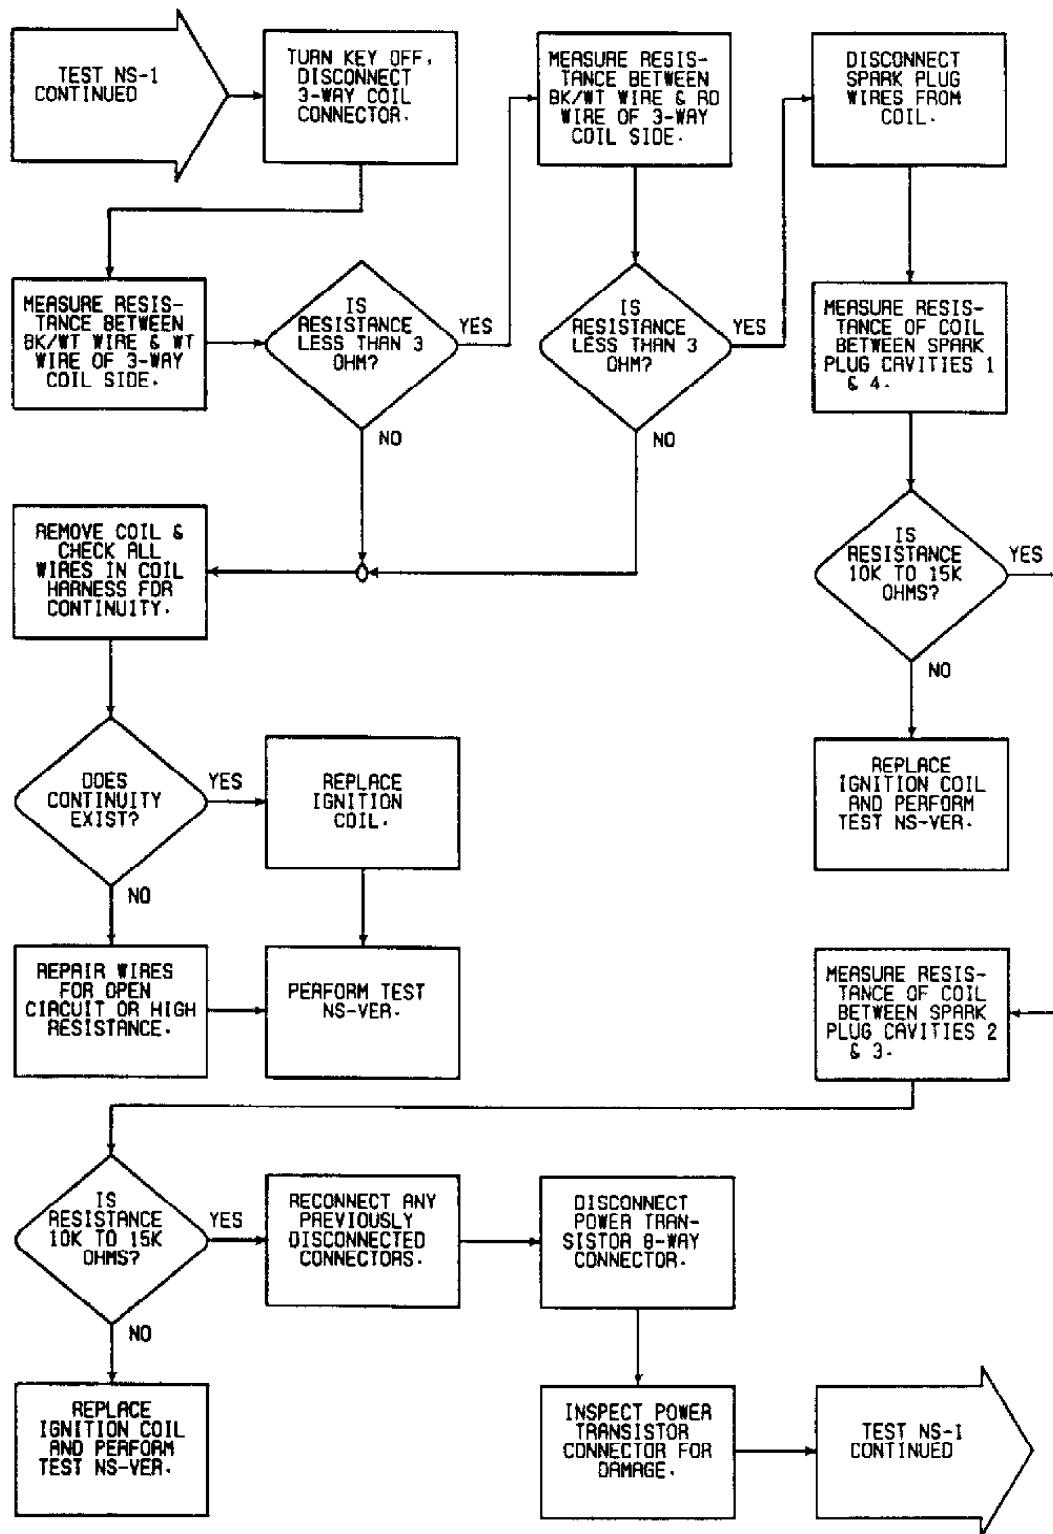 TEST NS-1
CONTINUED
TURN KEY OFF,
DISCONNECT
3-WAY COIL
CONNECTOR.
MEASURE RESIS-
TANCE BETWEEN
BK/WT WIRE & RD
WIRE OF 3-WAY
COIL SIDE.
DISCONNECT
SPARK PLUG
WIRES FROM
COIL.
MEASURE RESIS-
TANCE BETWEEN
BK/WT WIRE & WT
WIRE OF 3-WAY
COIL SIDE.
IS
RESISTANCE
LESS THAN 3
OHM?
YES
NO
IS
RESISTANCE
LESS THAN 3
OHM?
YES
NO
MEASURE RESIS-
TANCE OF COIL
BETWEEN SPARK
PLUG CAVITIES 1
& 4.
REMOVE COIL &
CHECK ALL
WIRES IN COIL
HARNESS FOR
CONTINUITY.
IS
RESISTANCE
10K TO 15K
OHMS?
YES
NO
DOES
CONTINUITY
EXIST?
YES
NO
REPLACE
IGNITION
COIL.
REPLACE
IGNITION COIL
AND PERFORM
TEST NS-VER.
REPAIR WIRES
FOR OPEN
CIRCUIT OR HIGH
RESISTANCE.
PERFORM TEST
NS-VER.
MEASURE RESIS-
TANCE OF COIL
BETWEEN SPARK
PLUG CAVITIES 2
& 3.
IS
RESISTANCE
10K TO 15K
OHMS?
YES
NO
RECONNECT ANY
PREVIOUSLY
DISCONNECTED
CONNECTORS.
DISCONNECT
POWER TRAN-
SISTOR 8-WAY
CONNECTOR.
REPLACE
IGNITION COIL
AND PERFORM
TEST NS-VER.
INSPECT POWER
TRANSISTOR
CONNECTOR FOR
DAMAGE.
TEST NS-1
CONTINUED